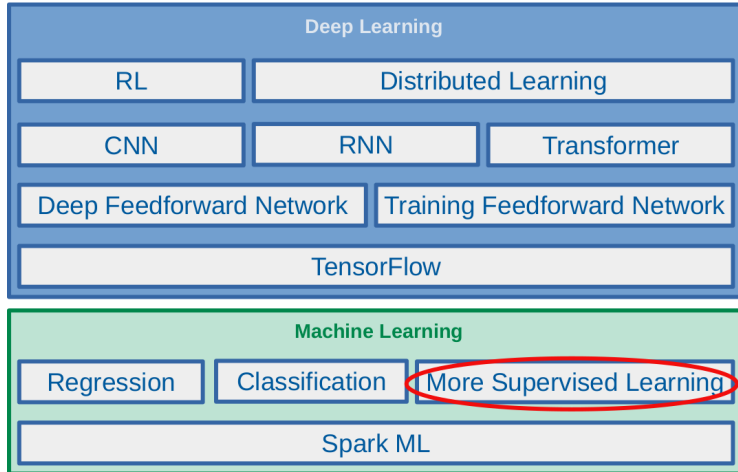 Deep Learning
RL
Distributed Learning
CNN
RNN
Transformer
Deep Feedforward Network
Training Feedforward Network
TensorFlow
Machine Learning
Regression
Classification
More Supervised Learning
Spark ML